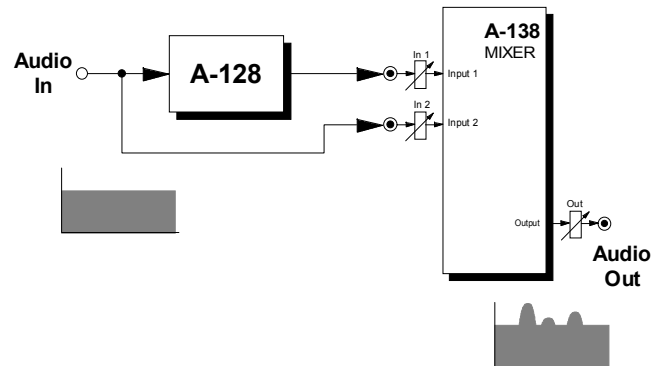 Audio
In
A-128
In 1
In 2
A-138
MIXER
Input 1
Input 2
Output
Out
Audio
Out